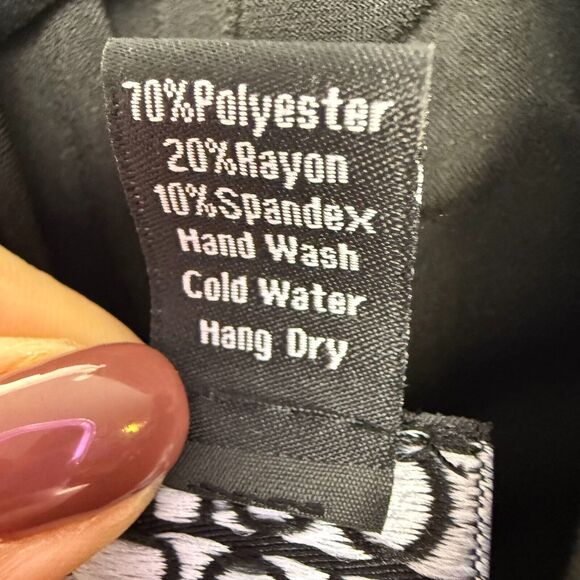 70%Polyester
20%Rayon
10%Spandex
Hand Wash
Cold Water
Hang Dry